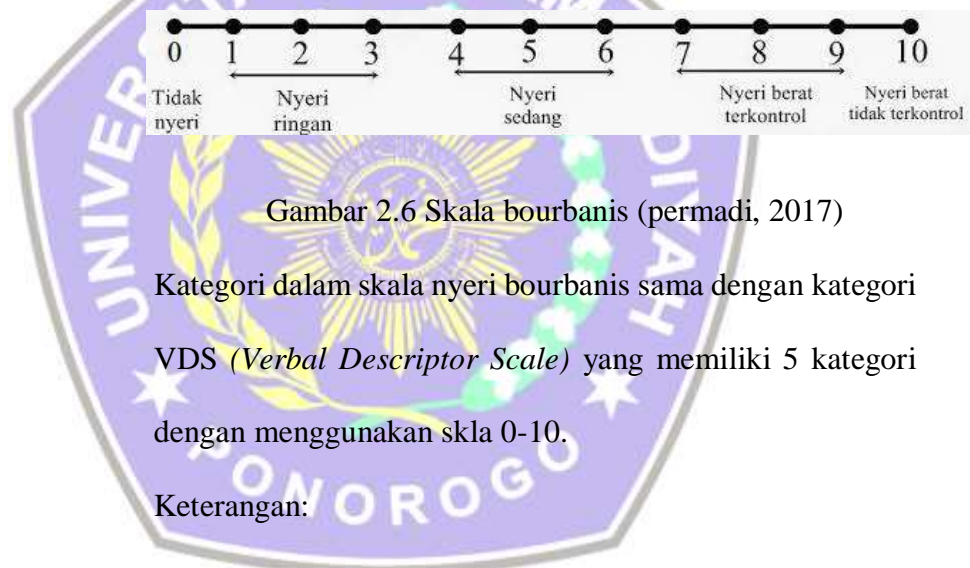 0 1 2 3 4 5 6 7 8 9 10
Tidak nyeri
Nyeri ringan
Nyeri sedang
Nyeri berat terkontrol
Nyeri berat tidak terkontrol
Gambar 2.6 Skala bourbanis (permadi, 2017)
Kategori dalam skala nyeri bourbanis sama dengan kategori
VDS (Verbal Descriptor Scale) yang memiliki 5 kategori
dengan menggunakan skla 0-10.
Keterangan:
PONOROGO